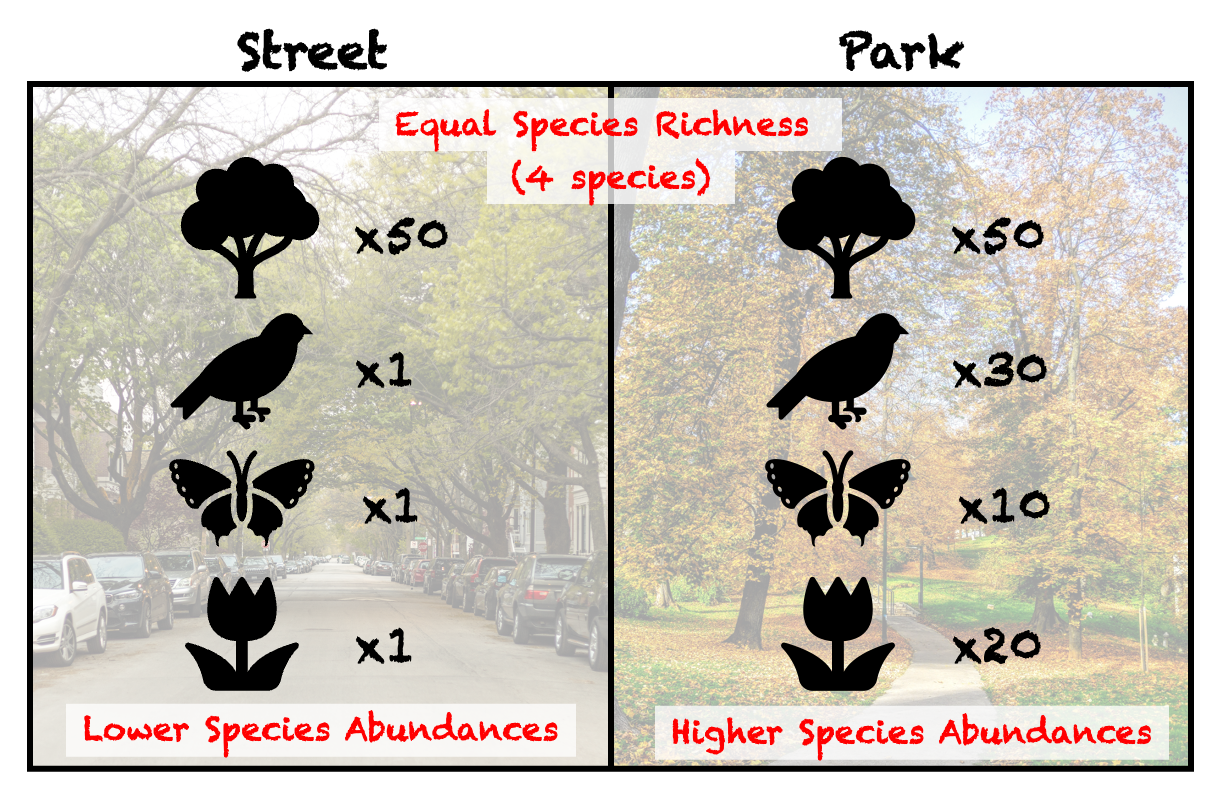 Street
Park
Equal Species Richness
(4 species)
x50
x50
x1
x30
x1
x10
x1
x20
Lower Species Abundances
Higher Species Abundances